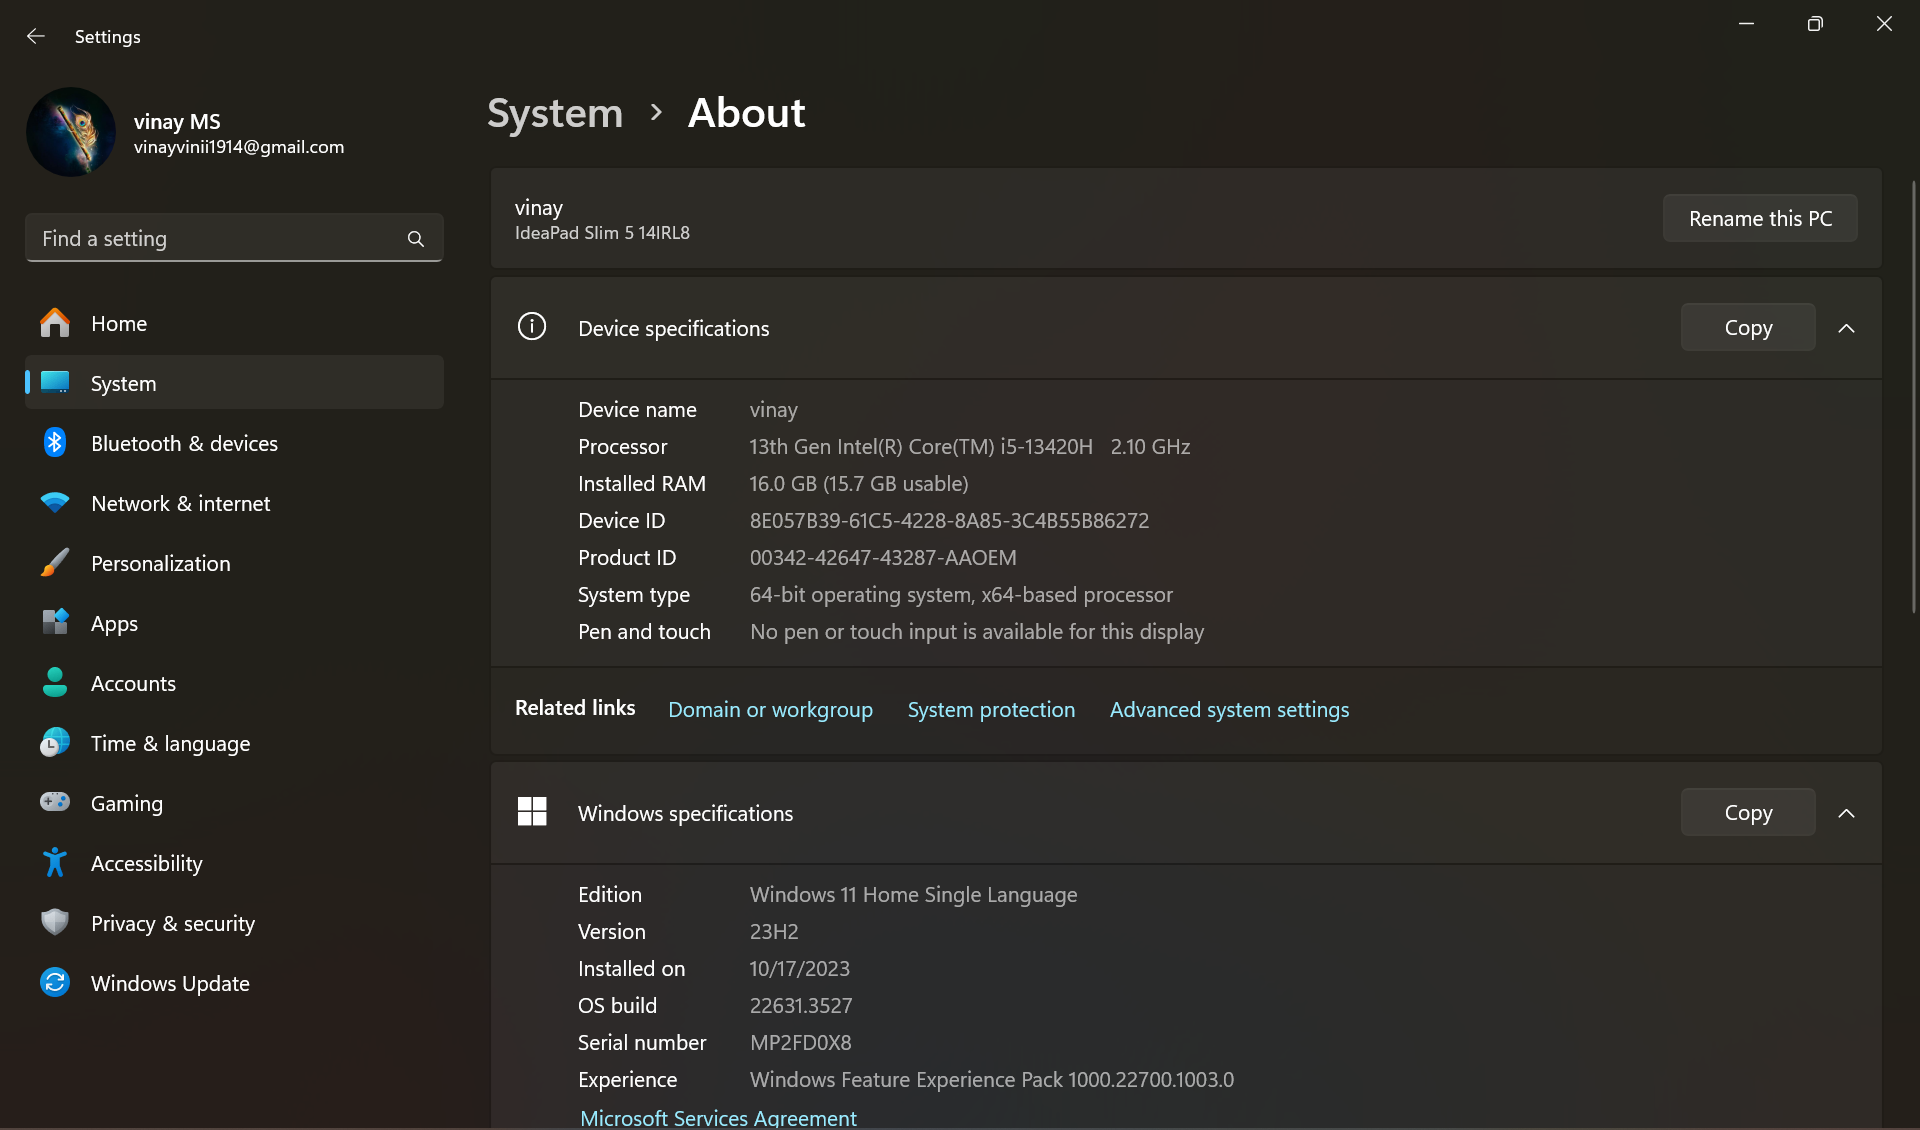 Settings
vinay MS
vinayvinii1914@gmail.com
Find a setting
Home
System
Bluetooth & devices
Network & internet
Personalization
Apps
Accounts
Time & language
Gaming
Accessibility
Privacy & security
Windows Update
System > About
vinay
IdeaPad Slim 5 14IRL8
Rename this PC
Device specifications
Copy
Device name vinay
Processor 13th Gen Intel(R) Core(TM) i5-13420H 2.10 GHz
Installed RAM 16.0 GB (15.7 GB usable)
Device ID 8E057B39-61C5-4228-8A85-3C4B55B86272
Product ID 00342-42647-43287-AAOEM
System type 64-bit operating system, x64-based processor
Pen and touch No pen or touch input is available for this display
Related links Domain or workgroup System protection Advanced system settings
Windows specifications
Copy
Edition Windows 11 Home Single Language
Version 23H2
Installed on 10/17/2023
OS build 22631.3527
Serial number MP2FD0X8
Experience Windows Feature Experience Pack 1000.22700.1003.0
Microsoft Services Agreement